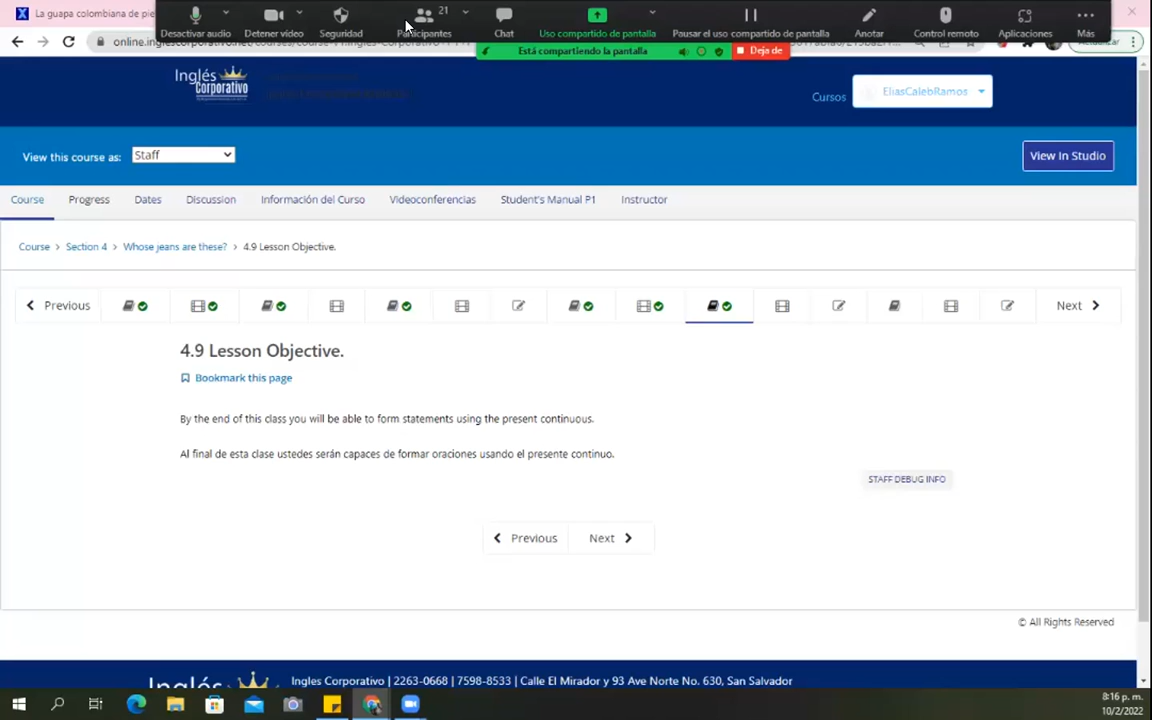 La guapa colombiana de pie
Desactivar audio
Detener video
Seguridad
Participantes
21
Chat
Uso compartido de pantalla
Pausar el uso compartido de pantalla
Anotar
Control remoto
Aplicaciones
Más
Está compartiendo la pantalla
Deja de
Inglés
Corporativo
Cursos
EliasCalebRamos
View this course as:
Staff
View In Studio
Course
Progress
Dates
Discussion
Información del Curso
Videoconferencias
Student's Manual P1
Instructor
Course > Section 4 > Whose jeans are these? > 4.9 Lesson Objective.
Previous
Next
4.9 Lesson Objective.
Bookmark this page
By the end of this class you will be able to form statements using the present continuous.
Al final de esta clase ustedes serán capaces de formar oraciones usando el presente continuo.
STAFF DEBUG INFO
Previous
Next
© All Rights Reserved
Inglés
Ingles Corporativo | 2263-0668 | 7598-8533 | Calle El Mirador y 93 Ave Norte No. 630, San Salvador
8:16 p. m.
10/2/2022